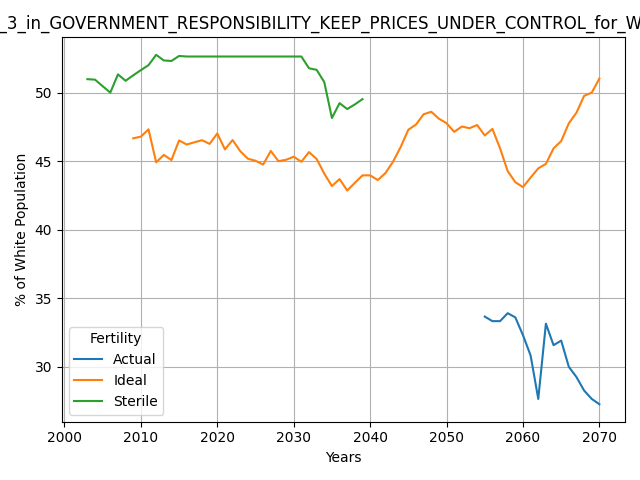 _3_in_GOVERNMENT_RESPONSIBILITY_KEEP_PRICES_UNDER_CONTROL_for_W
% of White Population
50
45
40
35
30
Fertility
Actual
Ideal
Sterile
2000 2010 2020 2030 2040 2050 2060 2070
Years